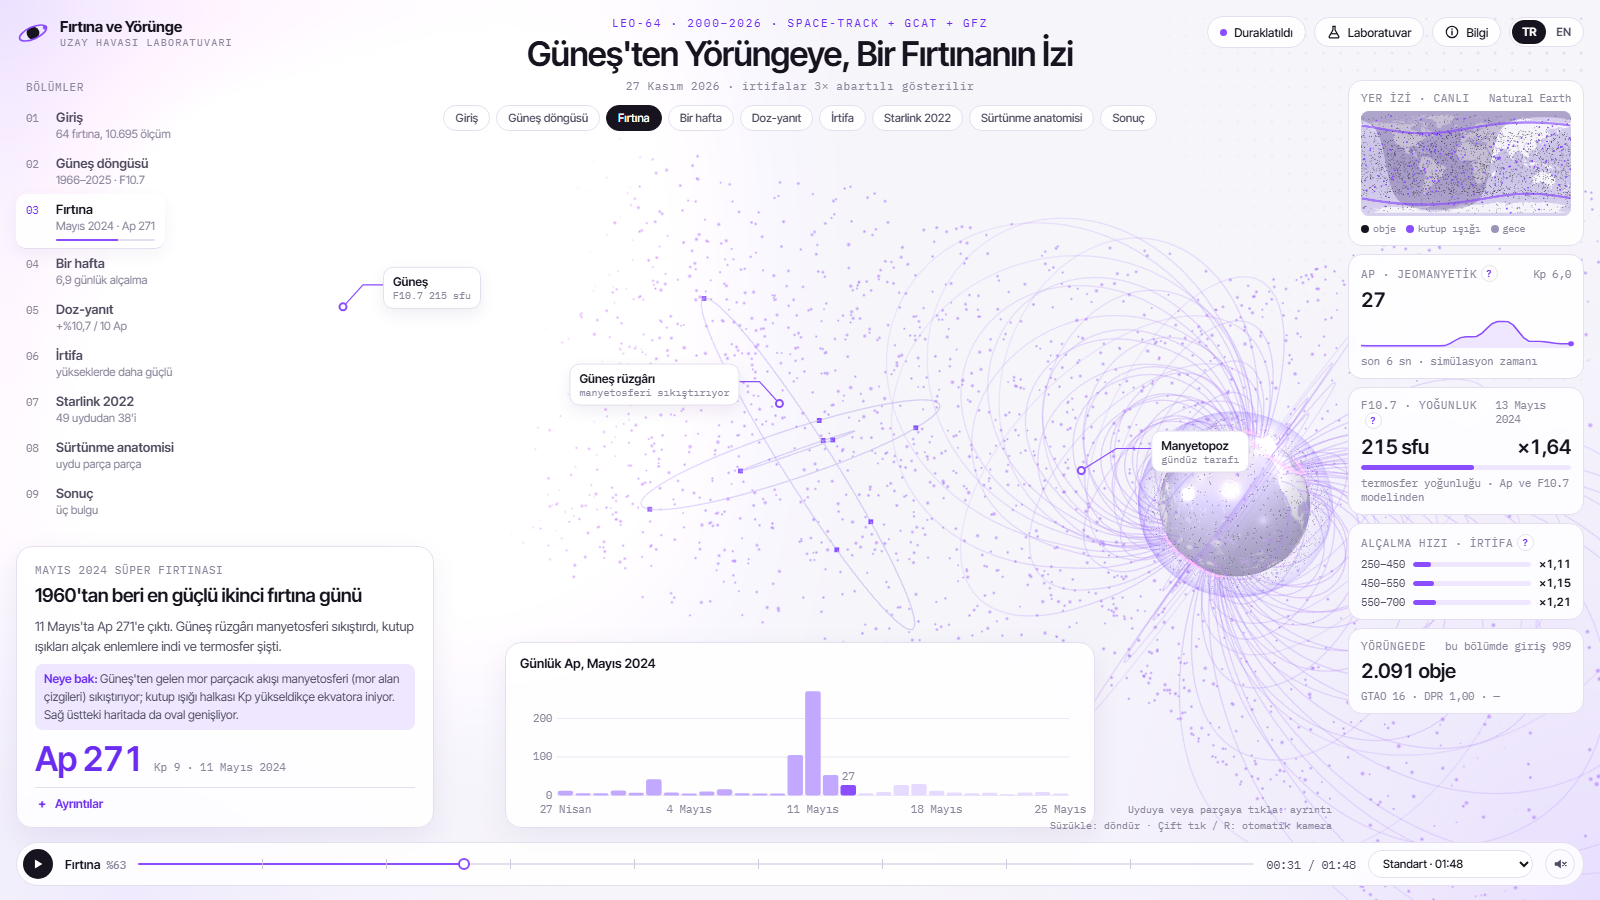 Fırtına ve Yörünge
UZAY HAVASI LABORATUVARI
LEO-64 · 2000–2026 · SPACE-TRACK + GCAT + GFZ
Güneş'ten Yörüngeye, Bir Fırtınanın İzi
27 Kasım 2026 · irtifalar 3× abartılı gösterilir
Duraklatıldı
Laboratuvar
Bilgi
TR EN
Giriş Güneş döngüsü Fırtına Bir hafta Doz-yanıt İrtifa Starlink 2022 Sürtünme anatomisi Sonuç
BÖLÜMLER
01 Giriş
64 fırtına, 10.695 ölçüm
02 Güneş döngüsü
1966–2025 · F10.7
03 Fırtına
Mayıs 2024 · Ap 271
04 Bir hafta
6,9 günlük alçalma
05 Doz-yanıt
+%10,7 / 10 Ap
06 İrtifa
yükseklerde daha güçlü
07 Starlink 2022
49 uydudan 38'i
08 Sürtünme anatomisi
uydu parça parça
09 Sonuç
üç bulgu
Güneş
F10.7 215 sfu
Güneş rüzgârı
manyetosferi sıkıştırıyor
Manyetopoz
gündüz tarafı
YER İZİ · CANLI Natural Earth
obje kutup ışığı gece
AP · JEOMANYETİK ? Kp 6,0
27
son 6 sn · simülasyon zamanı
F10.7 · YOĞUNLUK ? 13 Mayıs
2024
215 sfu ×1,64
termosfer yoğunluğu · Ap ve F10.7
modelinden
ALÇALMA HIZI · İRTİFA ?
250–450 ×1,11
450–550 ×1,15
550–700 ×1,21
YÖRÜNGEDE bu bölümde giriş 989
2.091 obje
GTAO 16 · DPR 1,00 · —
MAYIS 2024 SÜPER FIRTINASI
1960'tan beri en güçlü ikinci fırtına günü
11 Mayıs'ta Ap 271'e çıktı. Güneş rüzgârı manyetosferi sıkıştırdı, kutup
ışıkları alçak enlemlere indi ve termosfer şişti.
Neye bak: Güneş'ten gelen mor parçacık akışı manyetosferi (mor alan
çizgileri) sıkıştırıyor; kutup ışığı halkası Kp yükseldikçe ekvatora iniyor.
Sağ üstteki haritada da oval genişliyor.
Ap 271 Kp 9 · 11 Mayıs 2024
+ Ayrıntılar
Günlük Ap, Mayıs 2024
200
100
0
27
27 Nisan 4 Mayıs 11 Mayıs 18 Mayıs 25 Mayıs
Uyduya veya parçaya tıkla: ayrıntı
Sürükle: döndür · Çift tık / R: otomatik kamera
Fırtına %63
00:31 / 01:48
Standart · 01:48